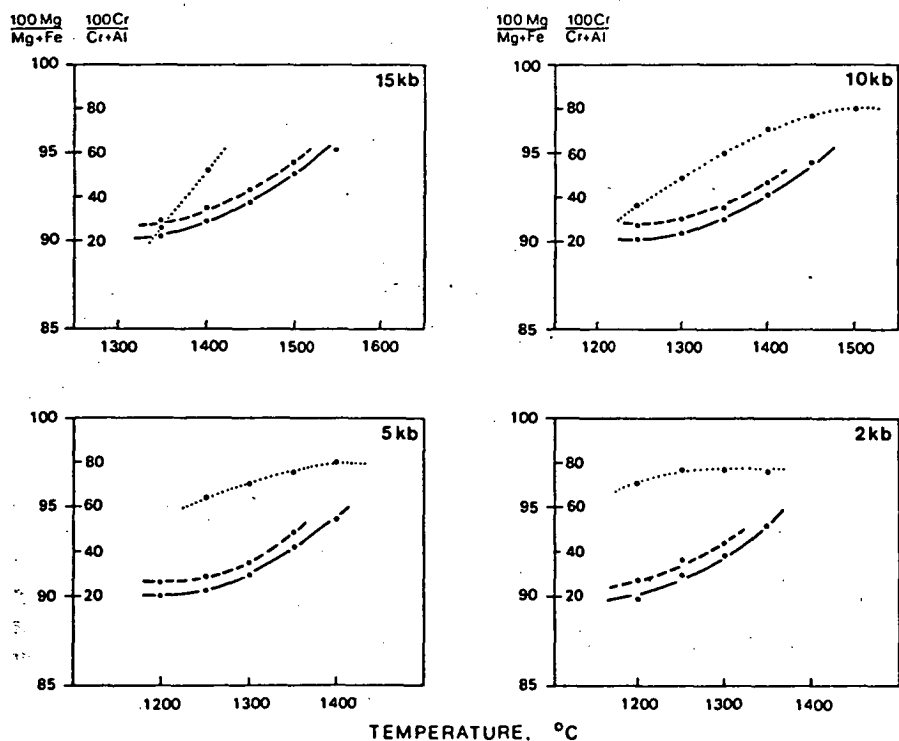 100 Mg 100Cr 100 Mg 100Cr
Mg+Fe Cr+Al Mg+Fe Cr+Al
100 15kb 100 10kb
80 80
95 60 95 60
40 40
90 20 90 20
85 85
1300 1400 1500 1600 1200 1300 1400 1500
100 5kb 100 2kb
80 80
95 60 95 60
40 40
90 20 90 20
85 85
1200 1300 1400 1200 1300 1400
TEMPERATURE, °C